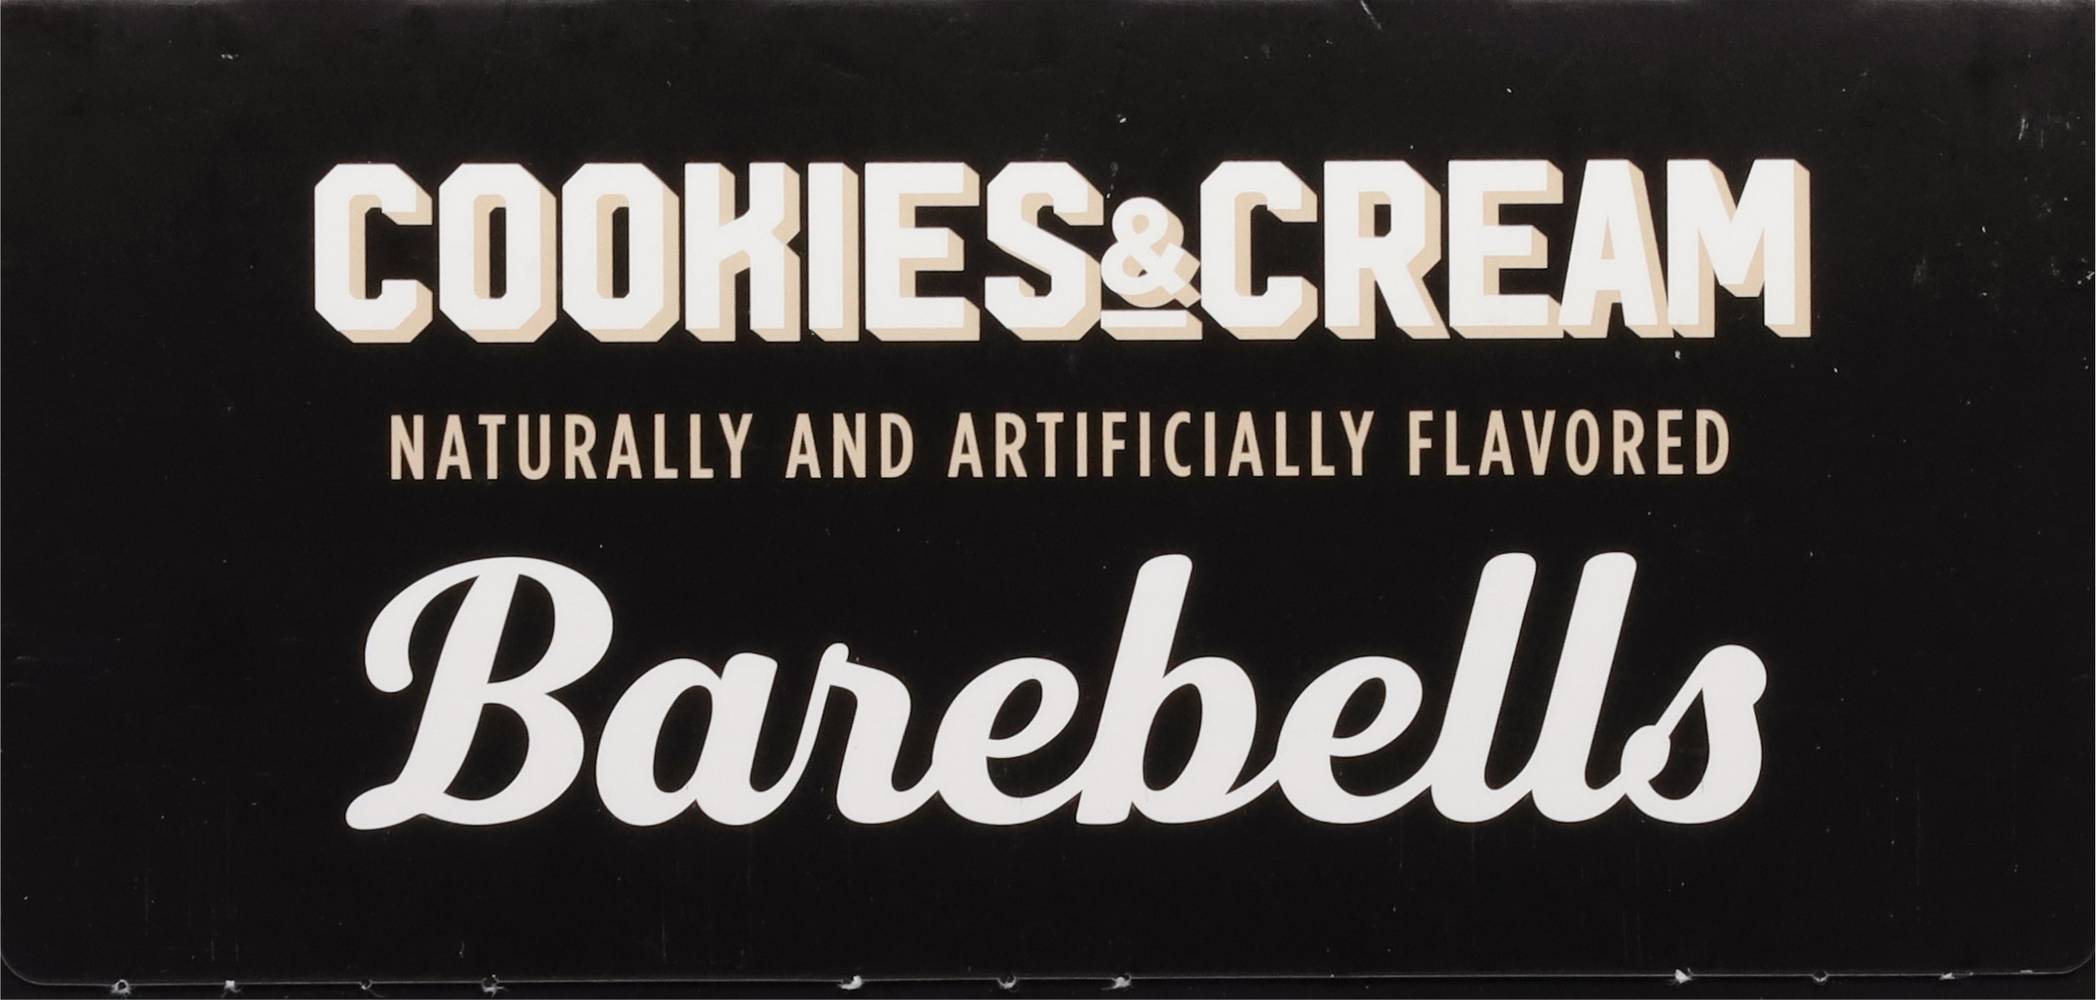 COOKIES & CREAM
NATURALLY AND ARTIFICIALLY FLAVORED
Barebells